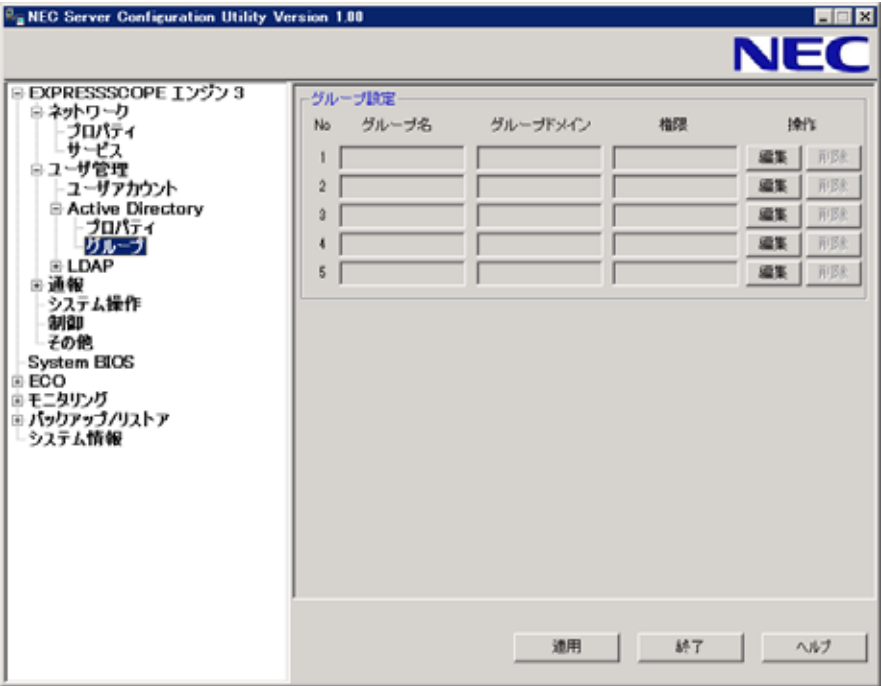 NEC Server Configuration Utility Version 1.00
NEC
EXPRESSSCOPE エンジン 3
ネットワーク
プロパティ
サービス
ユーザ管理
ユーザアカウント
Active Directory
プロパティ
グループ
LDAP
通報
システム操作
制御
その他
System BIOS
ECO
モニタリング
バックアップ/リストア
システム情報
グループ設定
No グループ名 グループドメイン 権限 操作
1 編集 削除
2 編集 削除
3 編集 削除
4 編集 削除
5 編集 削除
適用 終了 ヘルプ